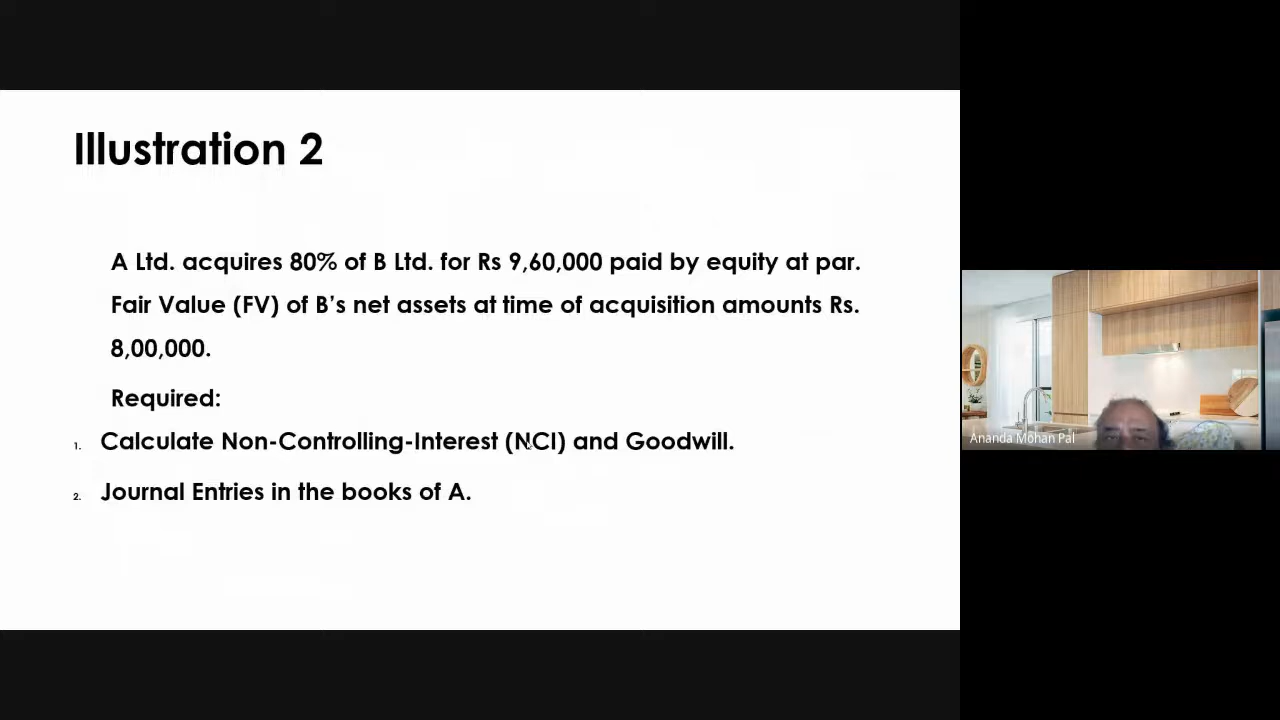 Illustration 2
A Ltd. acquires 80% of B Ltd. for Rs 9,60,000 paid by equity at par.
Fair Value (FV) of B’s net assets at time of acquisition amounts Rs.
8,00,000.
Required:
1. Calculate Non-Controlling-Interest (NCI) and Goodwill.
2. Journal Entries in the books of A.
Ananda Mohan Pal